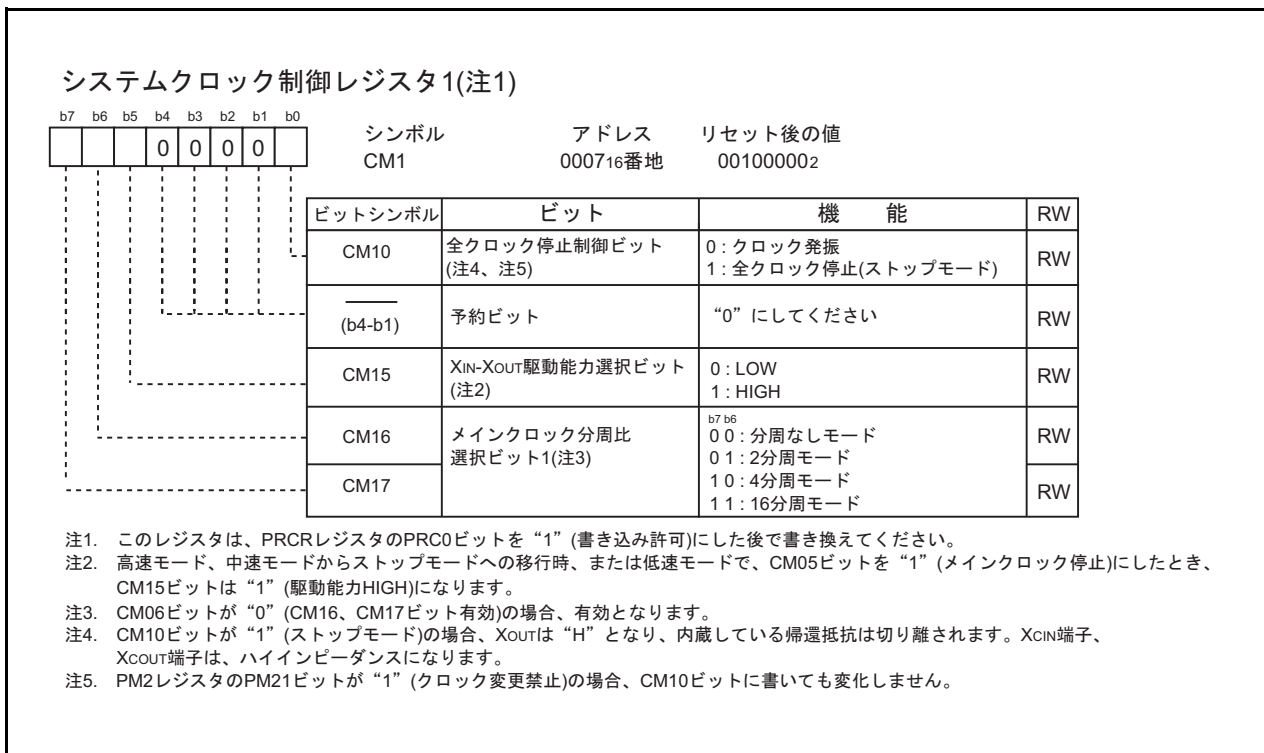 システムクロック制御レジスタ1(注1)
b7 b6 b5 b4 b3 b2 b1 b0
0 0 0 0
シンボル アドレス リセット後の値
CM1 000716番地 001000002
ビットシンボル ビット 機 能 RW
CM10 全クロック停止制御ビット
(注4、注5) 0 : クロック発振
1 : 全クロック停止(ストップモード) RW
(b4-b1) 予約ビット “0”にしてください RW
CM15 XIN-XOUT駆動能力選択ビット
(注2) 0 : LOW
1 : HIGH RW
CM16 メインクロック分周比
選択ビット1(注3) b7 b6
0 0 : 分周なしモード RW
0 1 : 2分周モード
CM17 1 0 : 4分周モード
1 1 : 16分周モード RW
注1. このレジスタは、PRCRレジスタのPRC0ビットを“1”(書き込み許可)にした後で書き換えてください。
注2. 高速モード、中速モードからストップモードへの移行時、または低速モードで、CM05ビットを“1”(メインクロック停止)にしたとき、
CM15ビットは“1”(駆動能力HIGH)になります。
注3. CM06ビットが“0”(CM16、CM17ビット有効)の場合、有効となります。
注4. CM10ビットが“1”(ストップモード)の場合、XOUTは“H”となり、内蔵している帰還抵抗は切り離されます。XCIN端子、
XCOUT端子は、ハイインピーダンスになります。
注5. PM2レジスタのPM21ビットが“1”(クロック変更禁止)の場合、CM10ビットに書いても変化しません。